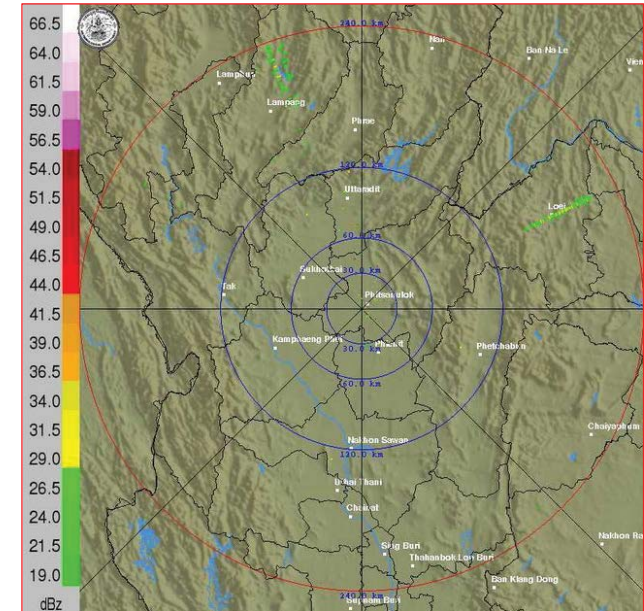 66.5
64.0
61.5
59.0
56.5
54.0
51.5
49.0
46.5
44.0
41.5
39.0
36.5
34.0
31.5
29.0
26.5
24.0
21.5
19.0
dBz
240.0 km
Nan
Ban Na Le
Vien
Lamphun
Lampang
Phrae
120.0 km
Uttamdit
Loei
60.0 km
30.0 km
Sukhothai
Tak
Phitsanulok
Kamphaeng Phet
Phichit
Phetchabun
30.0 km
60.0 km
Chaiyaphum
Nakhon Sawan
120.0 km
Uthai Thani
Chainat
Sing Buri
Thahanbok Lop Buri
Nakhon Ra
Ban Klang Dong
240.0 km
Suphan Buri